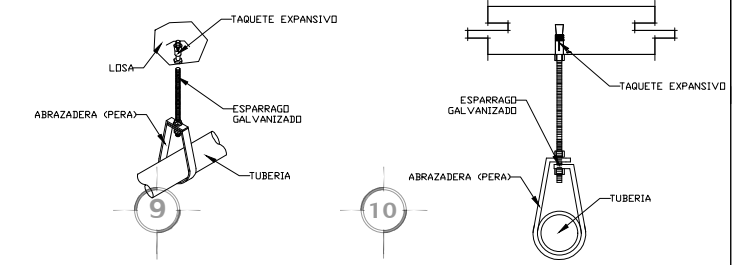 TAQUETE EXPANSIVO
LOSA
ESPARRAGO
GALVANIZADO
ABRAZADERA (PERA)
TUBERIA
9
TAQUETE EXPANSIVO
ESPARRAGO
GALVANIZADO
ABRAZADERA (PERA)
TUBERIA
10